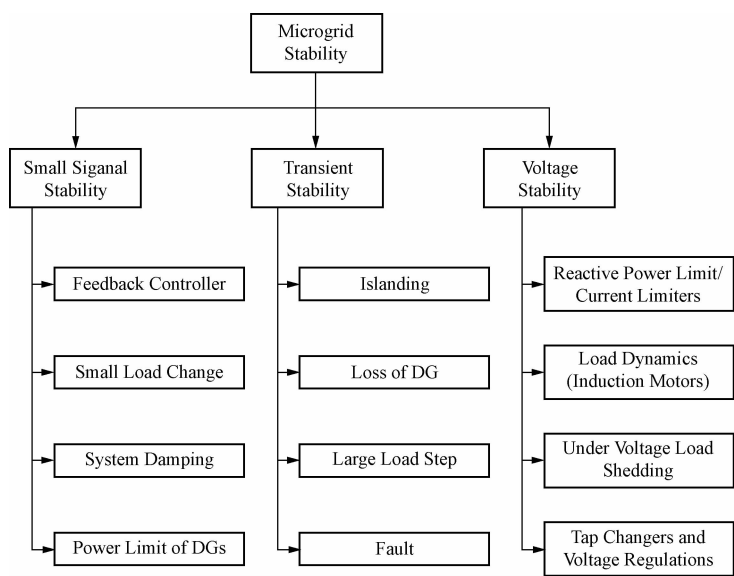 Microgrid
Stability
Small Siganal
Stability
Transient
Stability
Voltage
Stability
Feedback Controller
Small Load Change
System Damping
Power Limit of DGs
Islanding
Loss of DG
Large Load Step
Fault
Reactive Power Limit/
Current Limiters
Load Dynamics
(Induction Motors)
Under Voltage Load
Shedding
Tap Changers and
Voltage Regulations